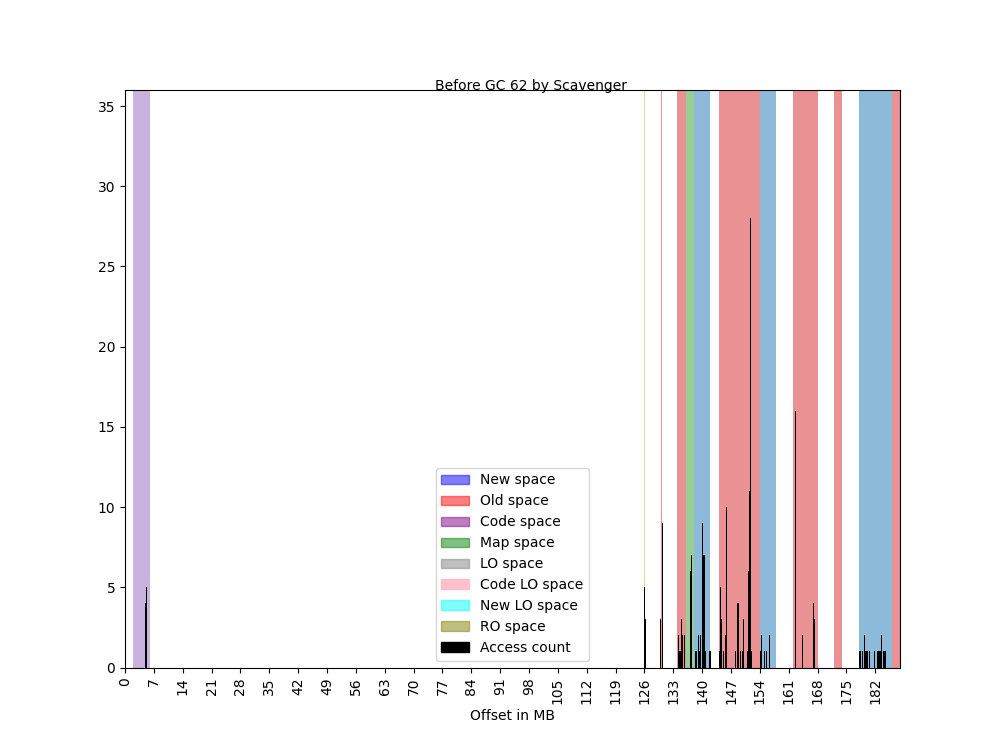 Before GC 62 by Scavenger
35
30
25
20
15
10
5
0
New space
Old space
Code space
Map space
LO space
Code LO space
New LO space
RO space
Access count
0 7 14 21 28 35 42 49 56 63 70 77 84 91 98 105 112 119 126 133 140 147 154 161 168 175 182
Offset in MB